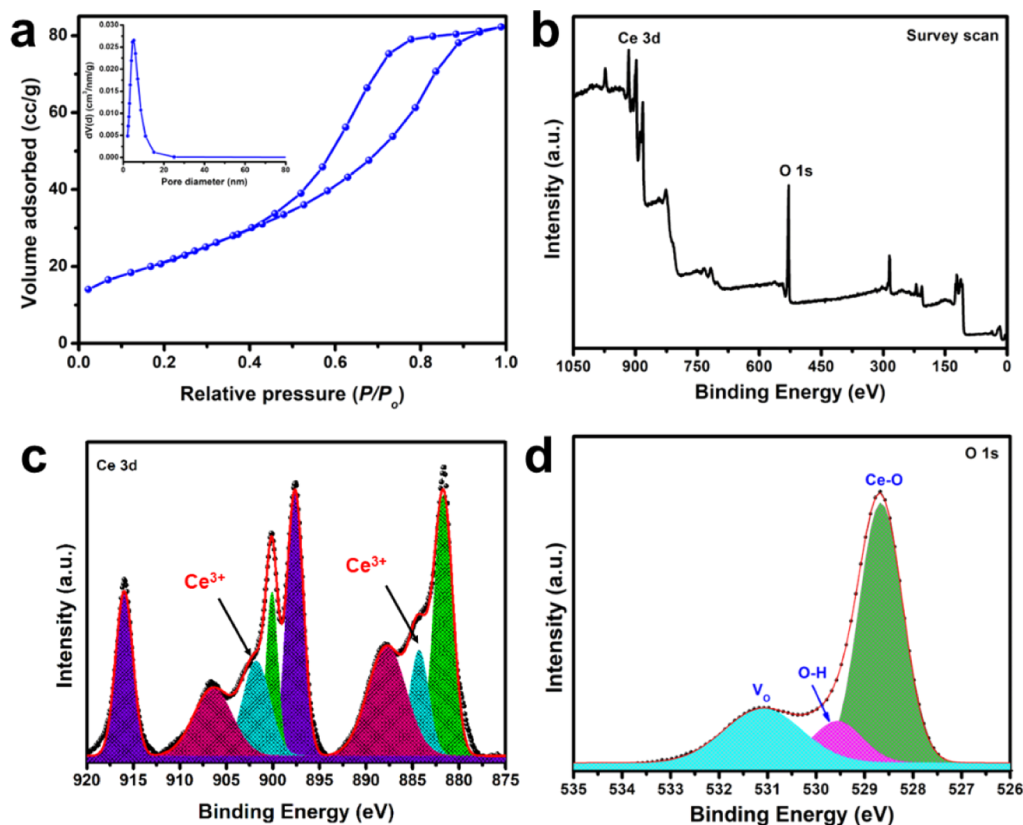 a
Volume adsorbed (cc/g)
80
60
40
20
0
0.0 0.2 0.4 0.6 0.8 1.0
Relative pressure (P/Po)
dV(d) (cm3/nm/g)
0.030
0.025
0.020
0.015
0.010
0.005
0.000
0 20 40 60 80
Pore diameter (nm)
b
Survey scan
Ce 3d
O 1s
Intensity (a.u.)
1050 900 750 600 450 300 150 0
Binding Energy (eV)
c
Ce 3d
Ce3+
Ce3+
Intensity (a.u.)
920 915 910 905 900 895 890 885 880 875
Binding Energy (eV)
d
O 1s
Ce-O
O-H
VO
Intensity (a.u.)
535 534 533 532 531 530 529 528 527 526
Binding Energy (eV)